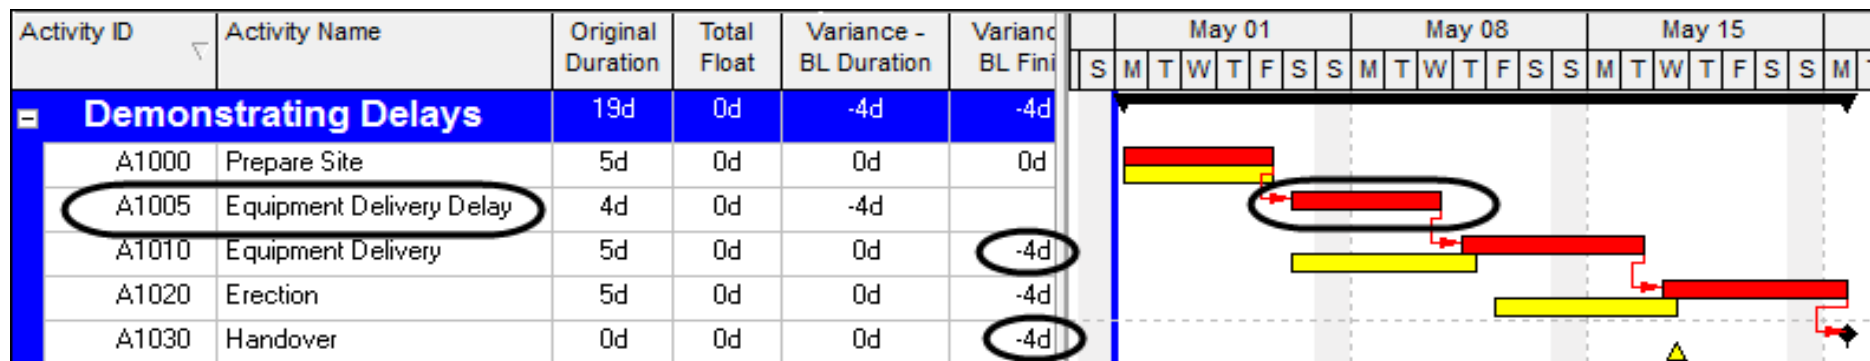 Activity ID Activity Name Original Total Variance - Varianc May 01 May 08 May 15
Duration Float BL Duration BL Fini S M T W T F S S M T W T F S S M T W T F S S M
Demonstrating Delays 19d 0d -4d -4d
A1000 Prepare Site 5d 0d 0d 0d
A1005 Equipment Delivery Delay 4d 0d -4d
A1010 Equipment Delivery 5d 0d 0d -4d
A1020 Erection 5d 0d 0d -4d
A1030 Handover 0d 0d 0d -4d